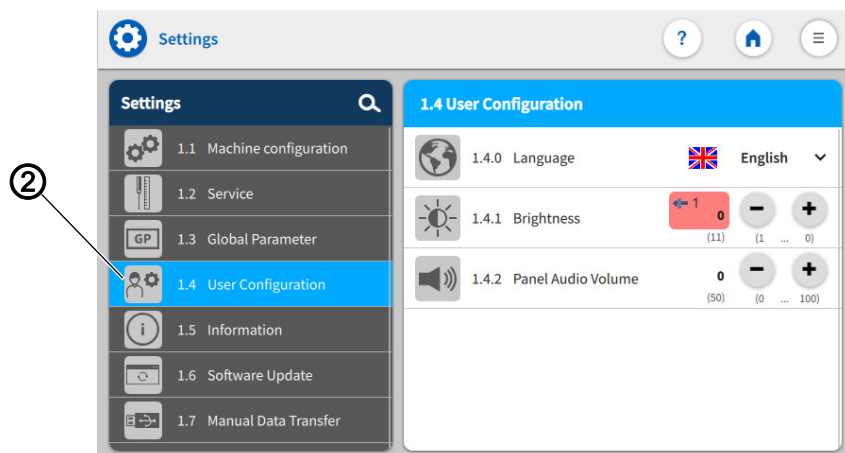 Settings
?
Settings
1.4 User Configuration
1.1 Machine configuration
1.4.0 Language
English
②
1.2 Service
1.4.1 Brightness
1
0
− +
(11)
(1 ... 0)
GP
1.3 Global Parameter
1.4 User Configuration
1.4.2 Panel Audio Volume
0
− +
(50)
(0 ... 100)
i
1.5 Information
1.6 Software Update
1.7 Manual Data Transfer